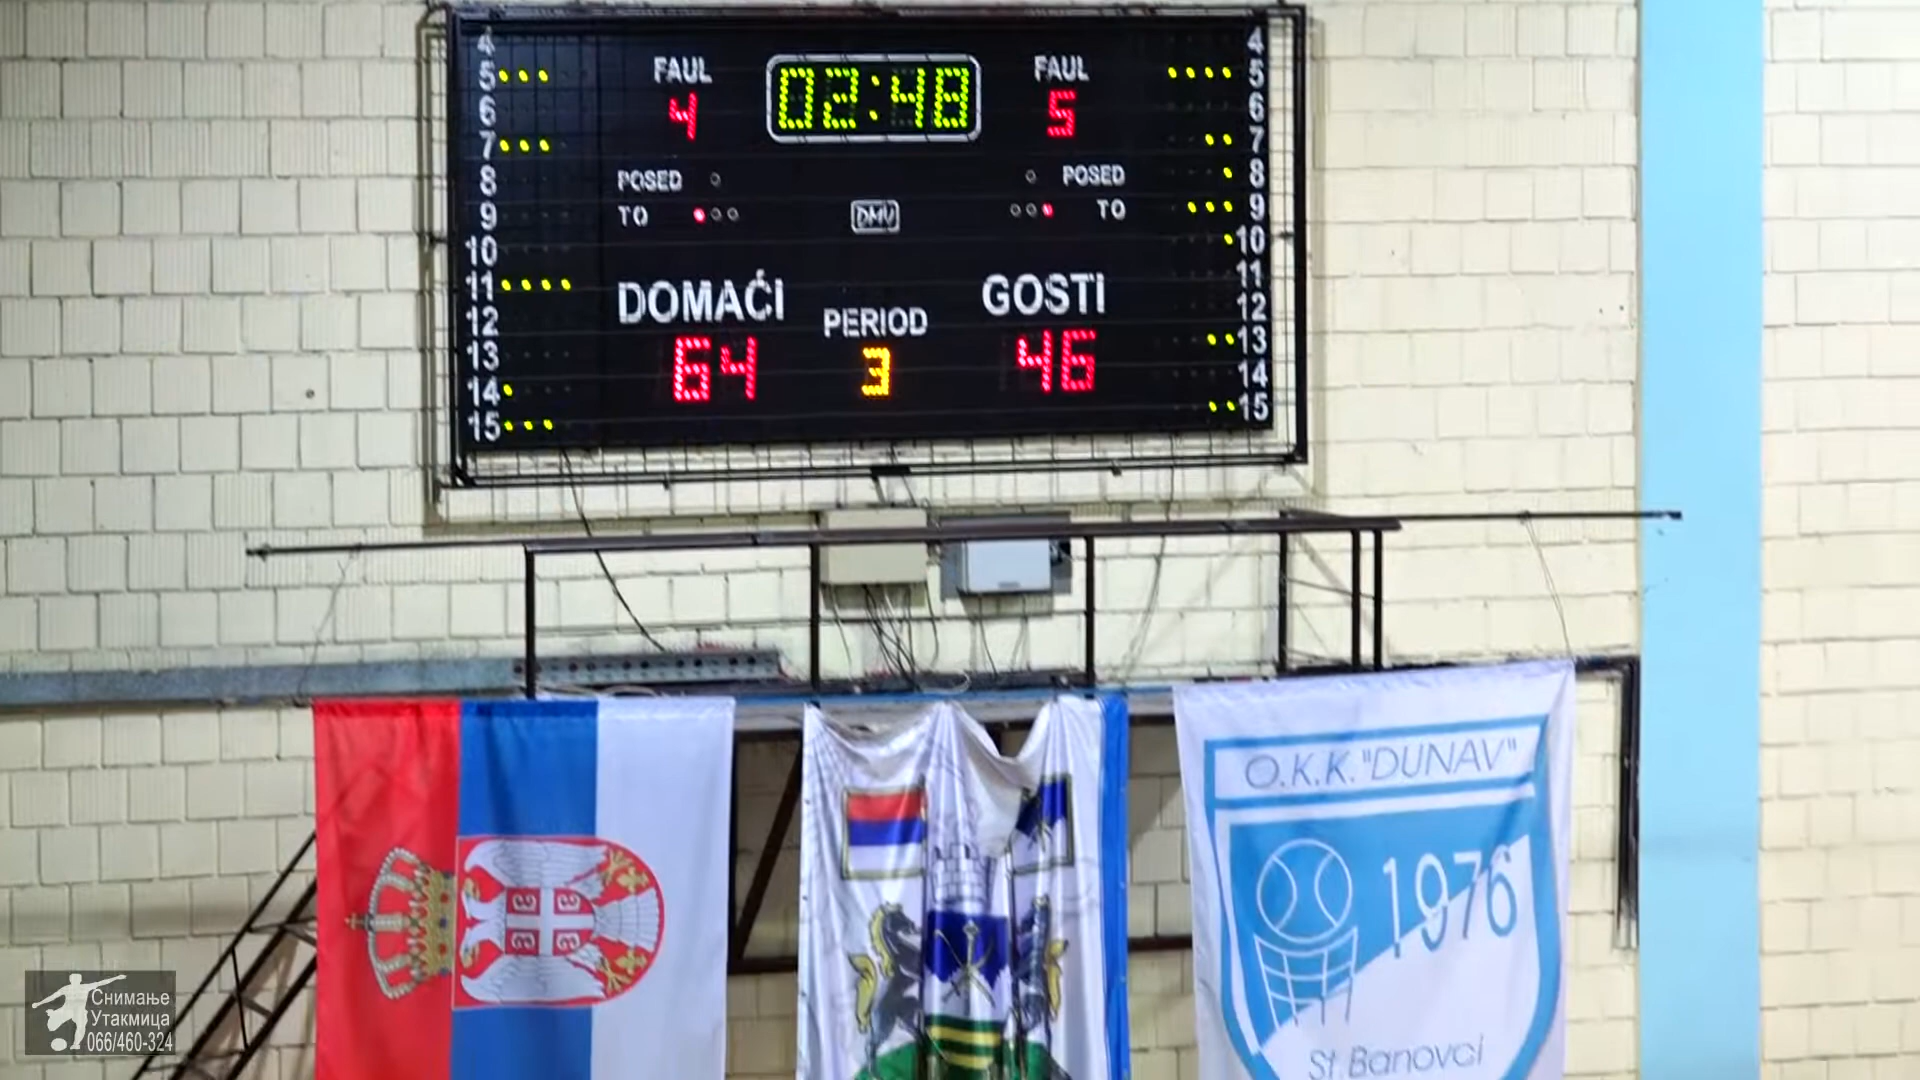 4 4
5 FAUL 02:48 FAUL 5
6 4 5 6
7 7
8 POSED POSED 8
9 TO DMV TO 9
10 10
11 11
12 DOMAĆI PERIOD GOSTI 12
13 64 3 46 13
14 14
15 15
O.K.K."DUNAV"
1976
St.Banovci
Снимање
Утакмица
066/460-324